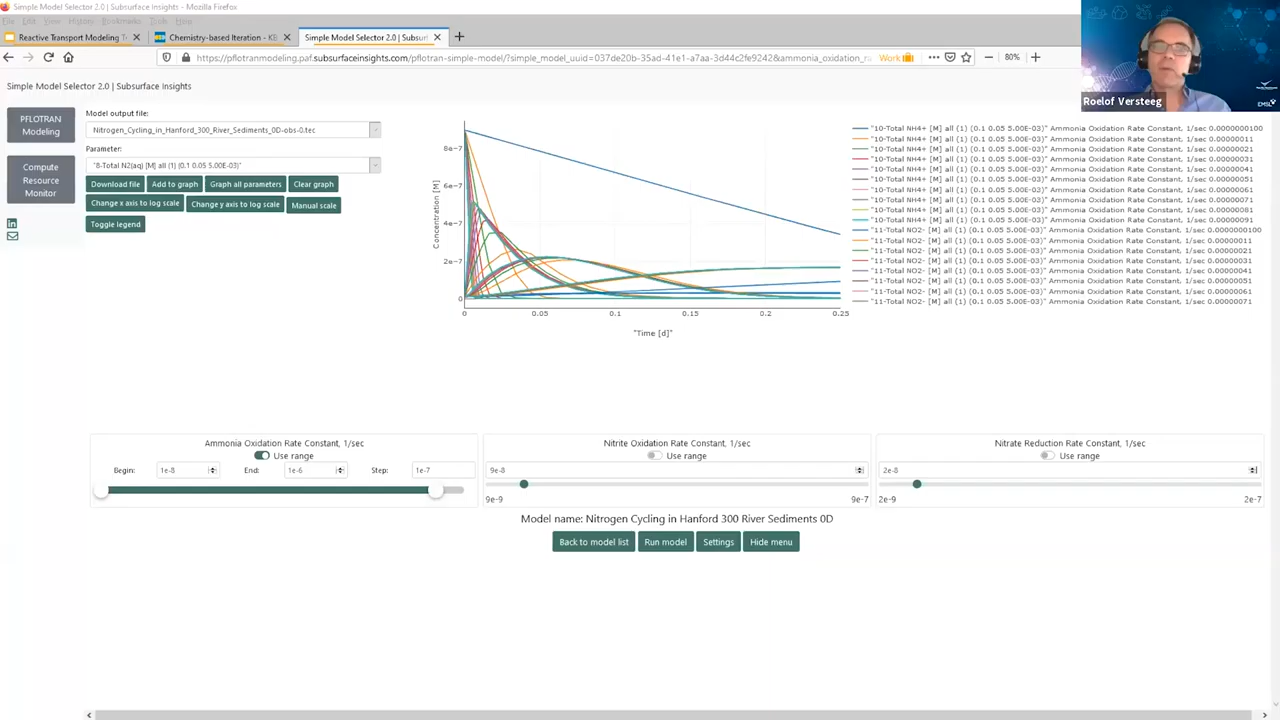 Simple Model Selector 2.0 | Subsurface Insights - Mozilla Firefox
File Edit View History Bookmarks Tools Help
Reactive Transport Modeling T
Chemistry-based Iteration - KB
Simple Model Selector 2.0 | Subsurf
https://pflotranmodeling.paf.subsurfaceinsights.com/pflotran-simple-model/?simple_model_uuid=037de20b-35ad-41e1-a7aa-3d44c2fe9242&ammonia_oxidation_r
Work
80%
Simple Model Selector 2.0 | Subsurface Insights
PFLOTRAN Modeling
Compute Resource Monitor
Model output file:
Nitrogen_Cycling_in_Hanford_300_River_Sediments_0D-obs-0.tec
Parameter:
"8-Total N2(aq) [M] all (1) (0.1 0.05 5.00E-03)"
Download file
Add to graph
Graph all parameters
Clear graph
Change x axis to log scale
Change y axis to log scale
Manual scale
Toggle legend
Concentration [M]
8e-7
6e-7
4e-7
2e-7
0
0
0.05
0.1
0.15
0.2
0.25
"Time [d]"
"10-Total NH4+ [M] all (1) (0.1 0.05 5.00E-03)" Ammonia Oxidation Rate Constant, 1/sec 0.0000000100
"10-Total NH4+ [M] all (1) (0.1 0.05 5.00E-03)" Ammonia Oxidation Rate Constant, 1/sec 0.00000011
"10-Total NH4+ [M] all (1) (0.1 0.05 5.00E-03)" Ammonia Oxidation Rate Constant, 1/sec 0.00000021
"10-Total NH4+ [M] all (1) (0.1 0.05 5.00E-03)" Ammonia Oxidation Rate Constant, 1/sec 0.00000031
"10-Total NH4+ [M] all (1) (0.1 0.05 5.00E-03)" Ammonia Oxidation Rate Constant, 1/sec 0.00000041
"10-Total NH4+ [M] all (1) (0.1 0.05 5.00E-03)" Ammonia Oxidation Rate Constant, 1/sec 0.00000051
"10-Total NH4+ [M] all (1) (0.1 0.05 5.00E-03)" Ammonia Oxidation Rate Constant, 1/sec 0.00000061
"10-Total NH4+ [M] all (1) (0.1 0.05 5.00E-03)" Ammonia Oxidation Rate Constant, 1/sec 0.00000071
"10-Total NH4+ [M] all (1) (0.1 0.05 5.00E-03)" Ammonia Oxidation Rate Constant, 1/sec 0.00000081
"10-Total NH4+ [M] all (1) (0.1 0.05 5.00E-03)" Ammonia Oxidation Rate Constant, 1/sec 0.00000091
"11-Total NO2- [M] all (1) (0.1 0.05 5.00E-03)" Ammonia Oxidation Rate Constant, 1/sec 0.0000000100
"11-Total NO2- [M] all (1) (0.1 0.05 5.00E-03)" Ammonia Oxidation Rate Constant, 1/sec 0.00000011
"11-Total NO2- [M] all (1) (0.1 0.05 5.00E-03)" Ammonia Oxidation Rate Constant, 1/sec 0.00000021
"11-Total NO2- [M] all (1) (0.1 0.05 5.00E-03)" Ammonia Oxidation Rate Constant, 1/sec 0.00000031
"11-Total NO2- [M] all (1) (0.1 0.05 5.00E-03)" Ammonia Oxidation Rate Constant, 1/sec 0.00000041
"11-Total NO2- [M] all (1) (0.1 0.05 5.00E-03)" Ammonia Oxidation Rate Constant, 1/sec 0.00000051
"11-Total NO2- [M] all (1) (0.1 0.05 5.00E-03)" Ammonia Oxidation Rate Constant, 1/sec 0.00000061
"11-Total NO2- [M] all (1) (0.1 0.05 5.00E-03)" Ammonia Oxidation Rate Constant, 1/sec 0.00000071
Roelof Versteeg
EMSL
Ammonia Oxidation Rate Constant, 1/sec
Use range
Begin: 1e-8 End: 1e-6 Step: 1e-7
Nitrite Oxidation Rate Constant, 1/sec
Use range
9e-8
9e-9 9e-7
Nitrate Reduction Rate Constant, 1/sec
Use range
2e-8
2e-9 2e-7
Model name: Nitrogen Cycling in Hanford 300 River Sediments 0D
Back to model list
Run model
Settings
Hide menu